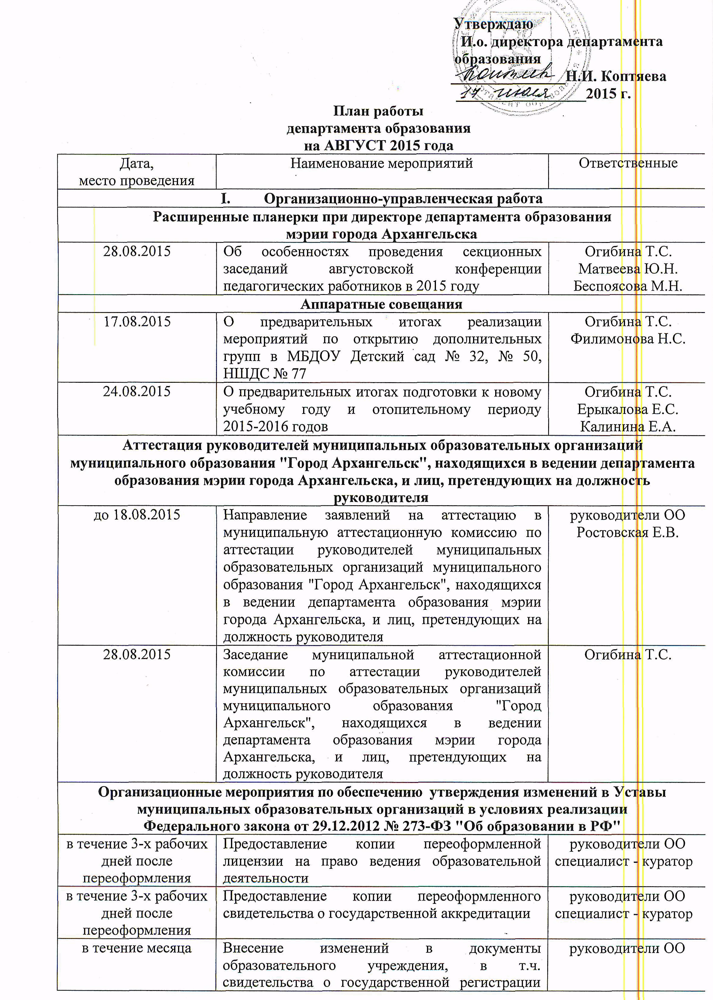 Утверждаю
И.о. директора департамента
образования
Н.И. Коптяева
17 июля 2015 г.
План работы
департамента образования
на АВГУСТ 2015 года
Дата,
место проведения
Наименование мероприятий
Ответственные
I. Организационно-управленческая работа
Расширенные планерки при директоре департамента образования
мэрии города Архангельска
28.08.2015
Об особенностях проведения секционных
заседаний августовской конференции
педагогических работников в 2015 году
Огибина Т.С.
Матвеева Ю.Н.
Беспоясова М.Н.
Аппаратные совещания
17.08.2015
О предварительных итогах реализации
мероприятий по открытию дополнительных
групп в МБДОУ Детский сад № 32, № 50,
НШДС № 77
Огибина Т.С.
Филимонова Н.С.
24.08.2015
О предварительных итогах подготовки к новому
учебному году и отопительному периоду
2015-2016 годов
Огибина Т.С.
Ерыкалова Е.С.
Калинина Е.А.
Аттестация руководителей муниципальных образовательных организаций
муниципального образования "Город Архангельск", находящихся в ведении департамента
образования мэрии города Архангельска, и лиц, претендующих на должность
руководителя
до 18.08.2015
Направление заявлений на аттестацию в
муниципальную аттестационную комиссию по
аттестации руководителей муниципальных
образовательных организаций муниципального
образования "Город Архангельск", находящихся
в ведении департамента образования мэрии
города Архангельска, и лиц, претендующих на
должность руководителя
руководители ОО
Ростовская Е.В.
28.08.2015
Заседание муниципальной аттестационной
комиссии по аттестации руководителей
муниципальных образовательных организаций
муниципального образования "Город
Архангельск", находящихся в ведении
департамента образования мэрии города
Архангельска, и лиц, претендующих на
должность руководителя
Огибина Т.С.
Организационные мероприятия по обеспечению утверждения изменений в Уставы
муниципальных образовательных организаций в условиях реализации
Федерального закона от 29.12.2012 № 273-ФЗ "Об образовании в РФ"
в течение 3-х рабочих
дней после
переоформления
Предоставление копии переоформленной
лицензии на право ведения образовательной
деятельности
руководители ОО
специалист - куратор
в течение 3-х рабочих
дней после
переоформления
Предоставление копии переоформленного
свидетельства о государственной аккредитации
руководители ОО
специалист - куратор
в течение месяца
Внесение изменений в документы
образовательного учреждения, в т.ч.
свидетельства о государственной регистрации
руководители ОО